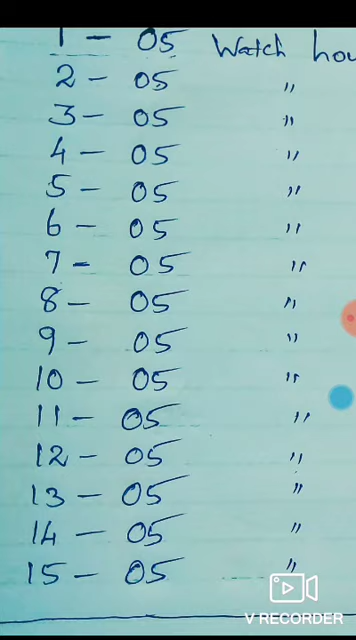 1 - 05 Watch hou
2 - 05 "
3 - 05 "
4 - 05 "
5 - 05 "
6 - 05 "
7 - 05 "
8 - 05 "
9 - 05 "
10 - 05 "
11 - 05 "
12 - 05 "
13 - 05 "
14 - 05 "
15 - 05 "
V RECORDER